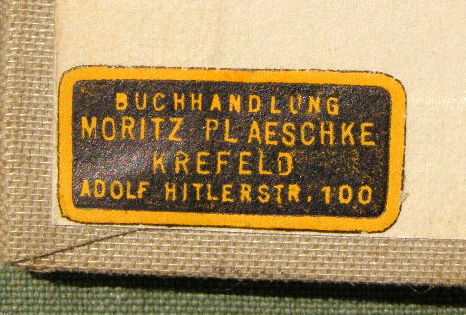 BUCHHANDLUNG
MORITZ PLAESCHKE
KREFELD
ADOLF HITLERSTR. 100